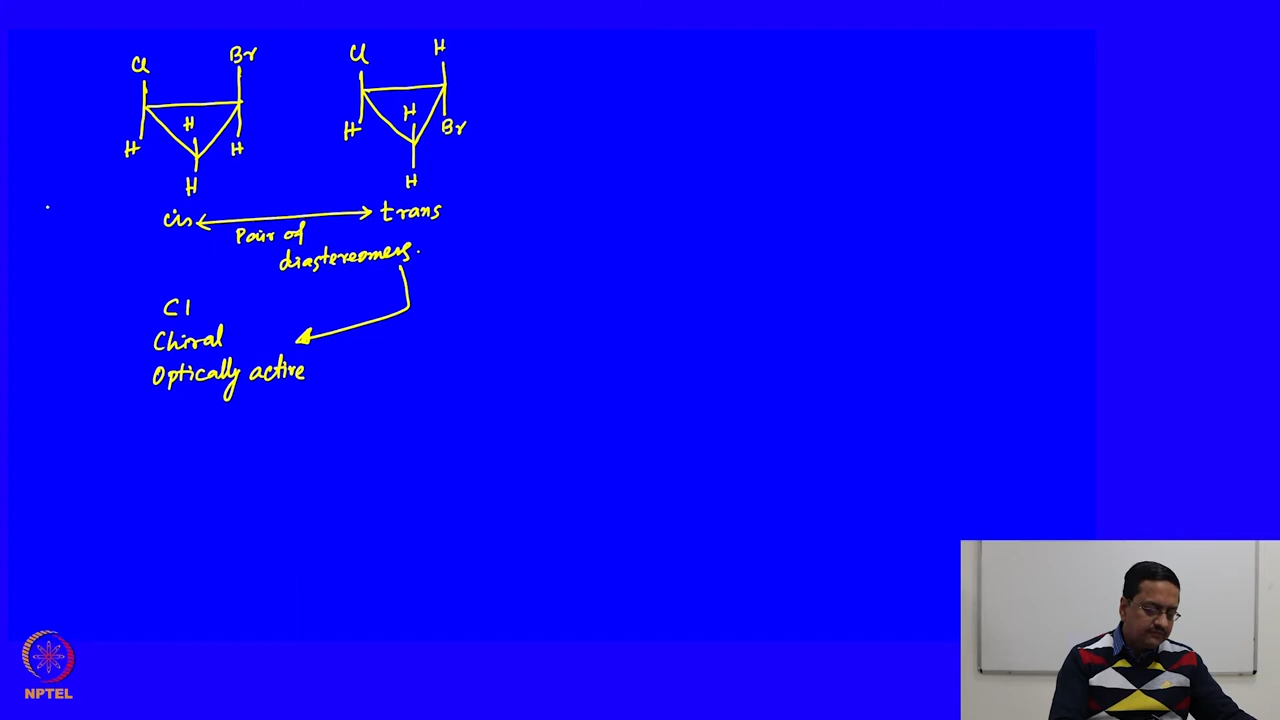 Cl Br
H H H
H
Cl H
H H Br
H
cis trans
Pair of
diastereomers.
C1
Chiral
Optically active
NPTEL